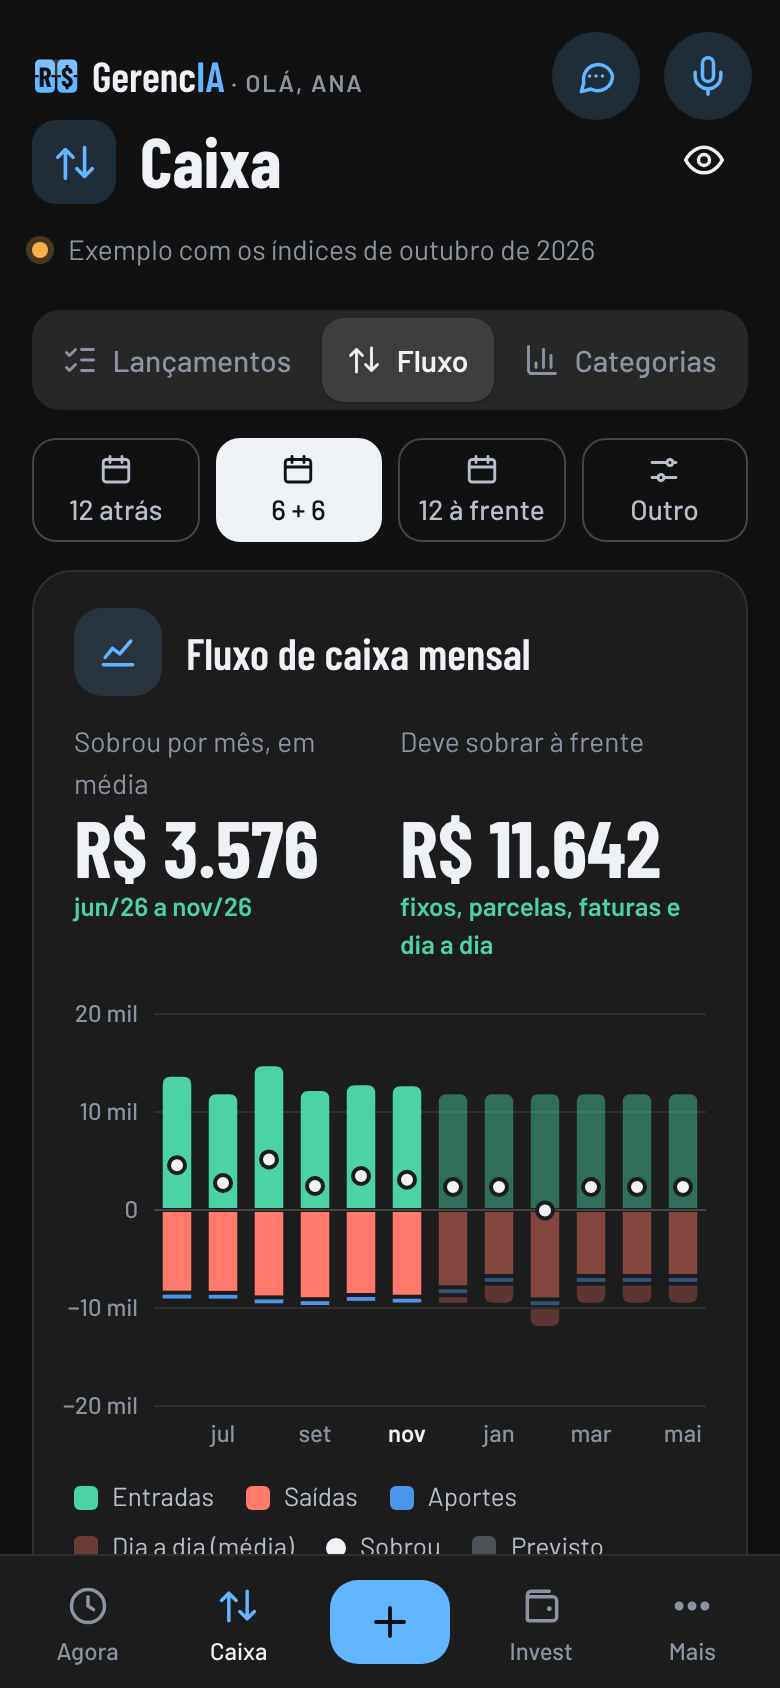 R$ GerencIA · OLÁ, ANA
Caixa
Exemplo com os índices de outubro de 2026
Lançamentos Fluxo Categorias
12 atrás 6 + 6 12 à frente Outro
Fluxo de caixa mensal
Sobrou por mês, em média
R$ 3.576
jun/26 a nov/26
Deve sobrar à frente
R$ 11.642
fixos, parcelas, faturas e dia a dia
20 mil
10 mil
0
−10 mil
−20 mil
jul set nov jan mar mai
Entradas Saídas Aportes
Dia a dia (média) Sobrou Previsto
Agora Caixa Invest Mais